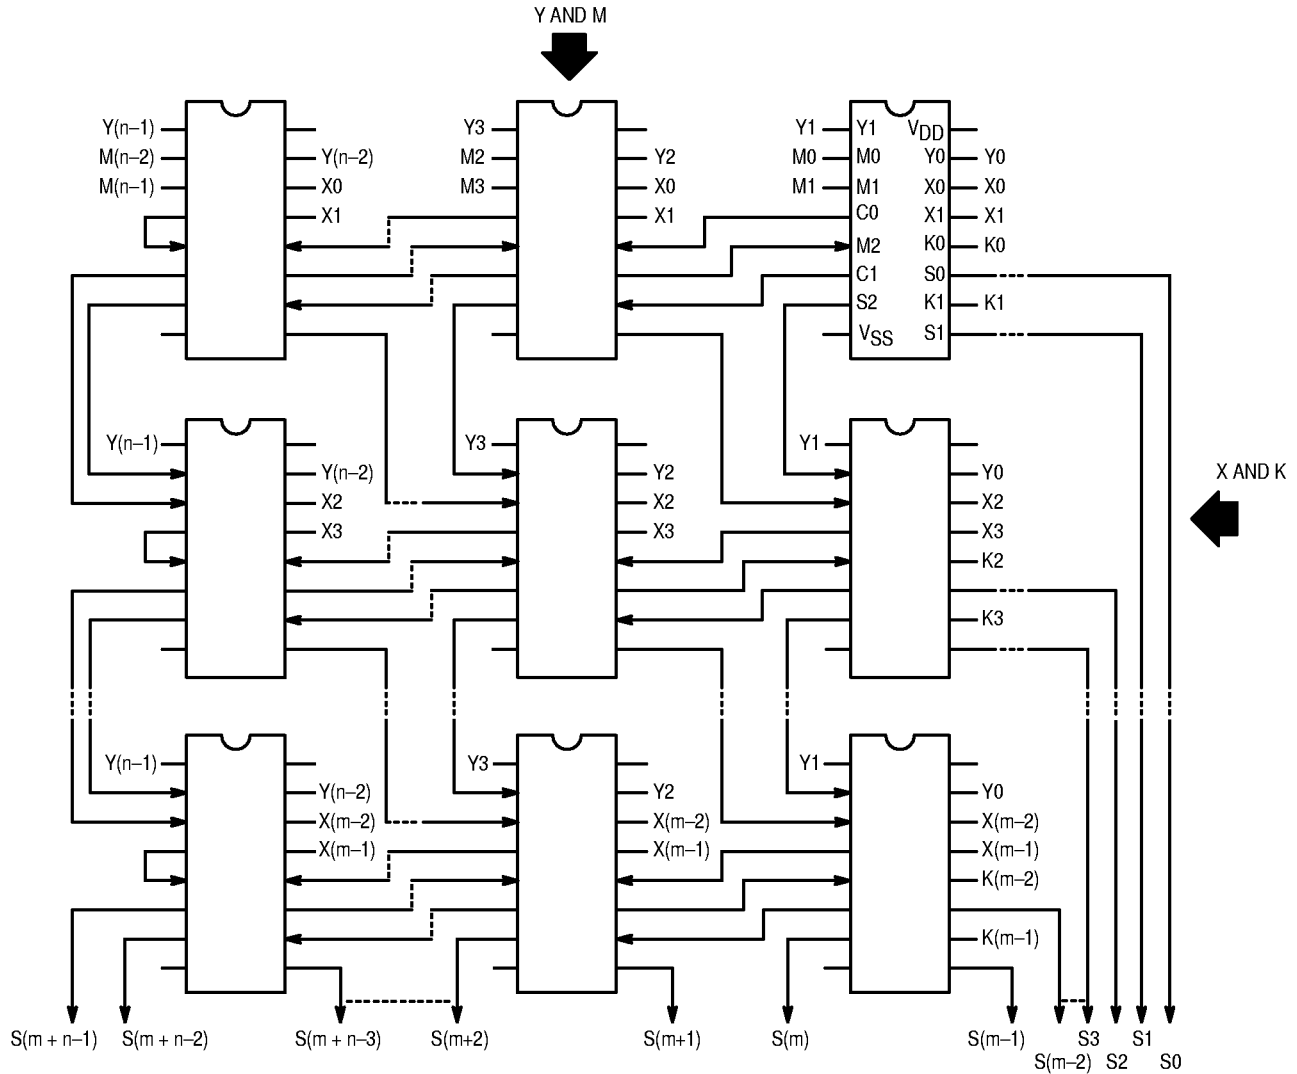 Y AND M
Y(n–1) Y3 Y1 Y1 VDD
M(n–2) Y(n–2) M2 Y2 M0 M0 Y0 Y0
M(n–1) X0 M3 X0 M1 M1 X0 X0
X1 X1 C0 X1 X1
M2 K0 K0
C1 S0
S2 K1 K1
VSS S1
Y(n–1) Y3 Y1
Y(n–2) Y2 Y0
X AND K
X2 X2 X2
X3 X3 X3
K2
K3
Y(n–1) Y3 Y1
Y(n–2) Y2 Y0
X(m–2) X(m–2) X(m–2)
X(m–1) X(m–1) X(m–1)
K(m–2)
K(m–1)
S(m + n–1) S(m + n–2) S(m + n–3) S(m+2) S(m+1) S(m) S(m–1) S3 S1
S(m–2) S2 S0